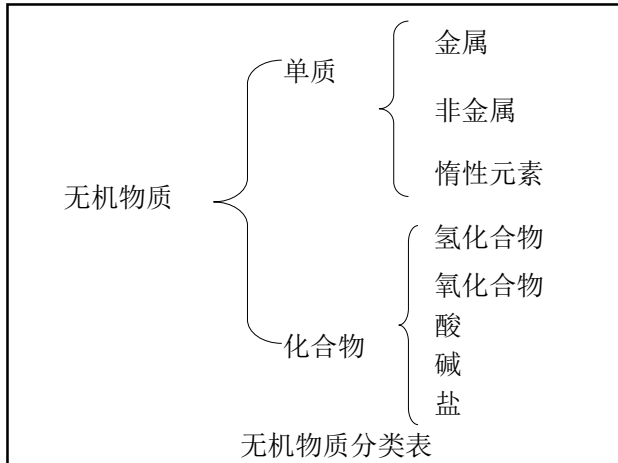 单质
金属
非金属
惰性元素
无机物质
氢化合物
氧化合物
化合物
酸
碱
盐
无机物质分类表